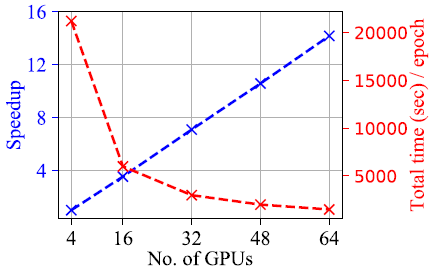 16
12
8
4
Speedup
4 16 32 48 64
No. of GPUs
20000
15000
10000
5000
Total time (sec) / epoch